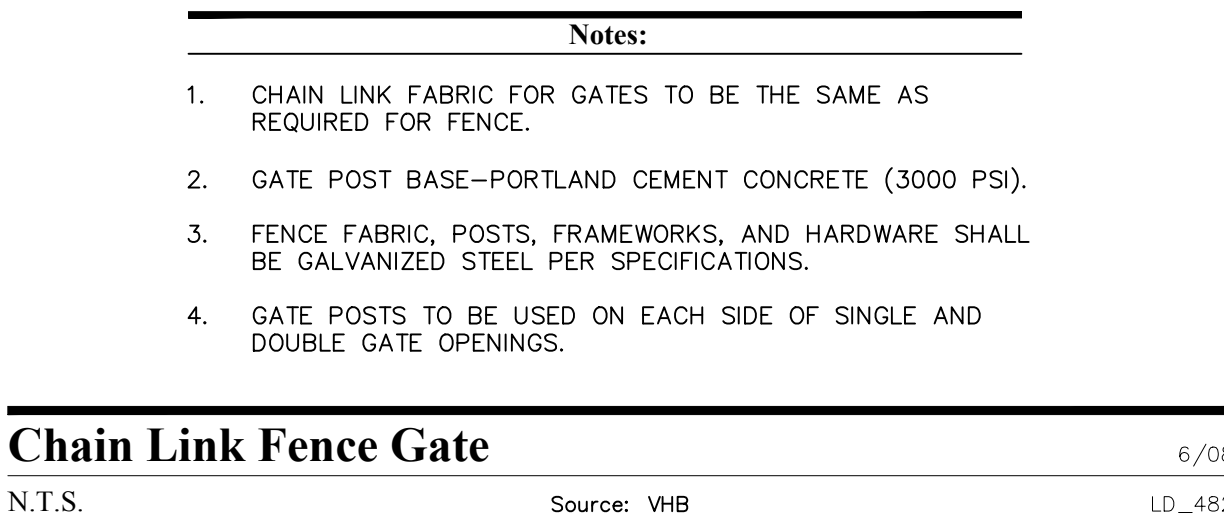 Notes:
1. CHAIN LINK FABRIC FOR GATES TO BE THE SAME AS
REQUIRED FOR FENCE.
2. GATE POST BASE–PORTLAND CEMENT CONCRETE (3000 PSI).
3. FENCE FABRIC, POSTS, FRAMEWORKS, AND HARDWARE SHALL
BE GALVANIZED STEEL PER SPECIFICATIONS.
4. GATE POSTS TO BE USED ON EACH SIDE OF SINGLE AND
DOUBLE GATE OPENINGS.
Chain Link Fence Gate 6/08
N.T.S. Source: VHB LD_482